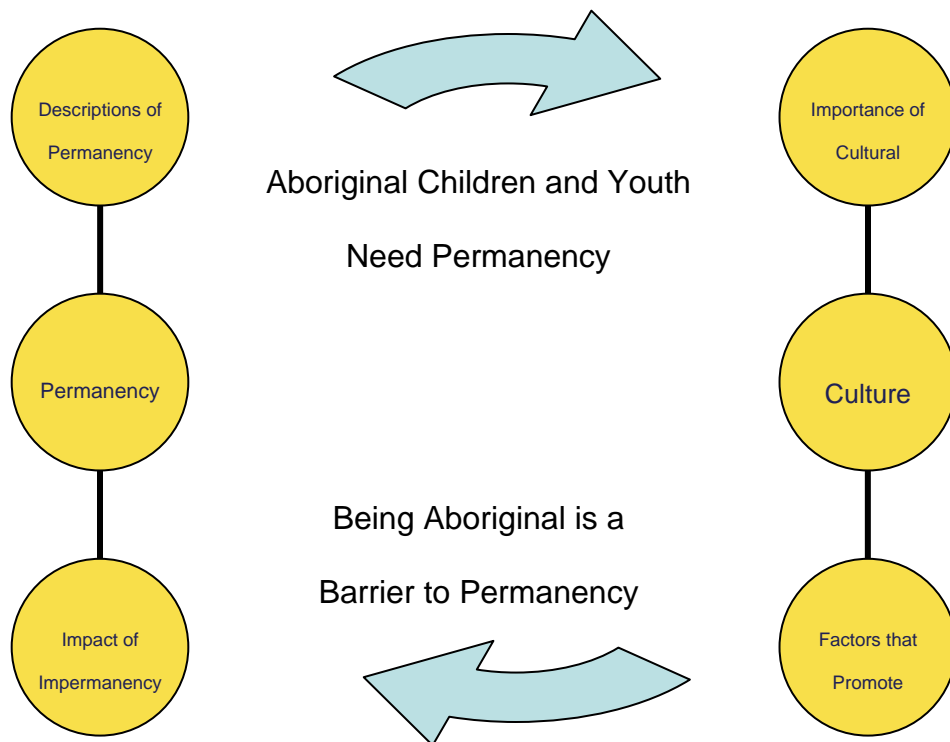 Descriptions of
Permanency
Importance of
Cultural
Aboriginal Children and Youth
Need Permanency
Permanency
Culture
Being Aboriginal is a
Barrier to Permanency
Impact of
Impermanency
Factors that
Promote